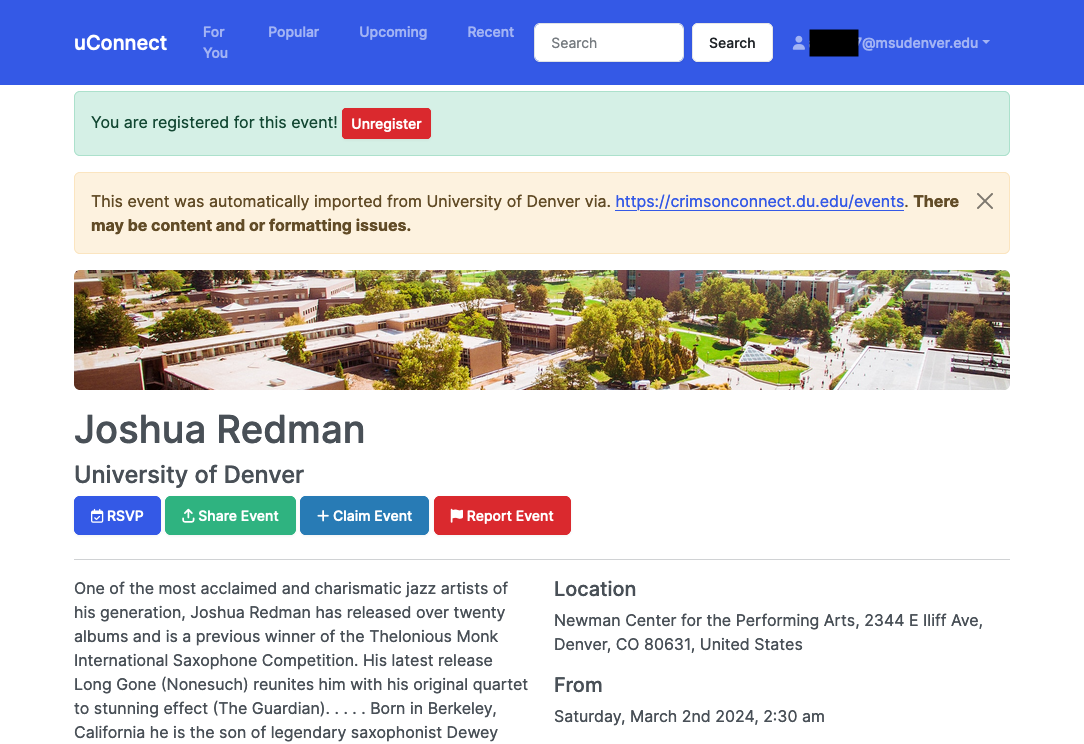 uConnect
For
You
Popular
Upcoming
Recent
Search
Search
@msudenver.edu
You are registered for this event! Unregister
This event was automatically imported from University of Denver via. https://crimsonconnect.du.edu/events. There
may be content and or formatting issues.
Joshua Redman
University of Denver
RSVP
Share Event
Claim Event
Report Event
One of the most acclaimed and charismatic jazz artists of
his generation, Joshua Redman has released over twenty
albums and is a previous winner of the Thelonious Monk
International Saxophone Competition. His latest release
Long Gone (Nonesuch) reunites him with his original quartet
to stunning effect (The Guardian). . . . . Born in Berkeley,
California he is the son of legendary saxophonist Dewey
Location
Newman Center for the Performing Arts, 2344 E Iliff Ave,
Denver, CO 80631, United States
From
Saturday, March 2nd 2024, 2:30 am